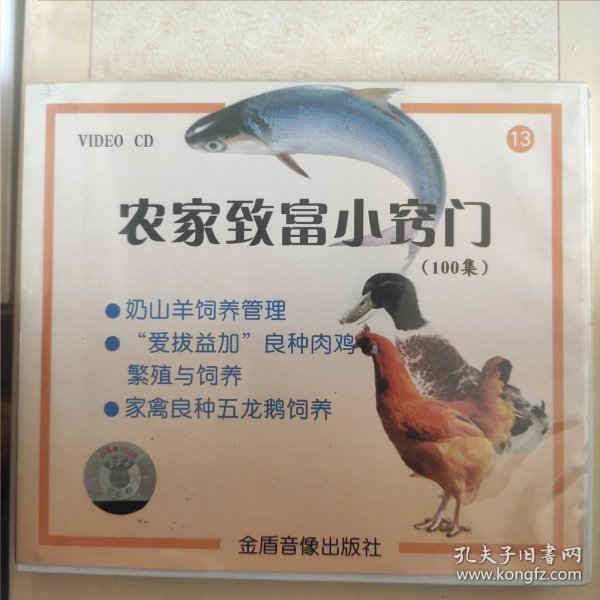 VIDEO CD
13
农家致富小窍门
(100集)
●奶山羊饲养管理
●“爱拔益加”良种肉鸡
繁殖与饲养
●家禽良种五龙鹅饲养
金盾音像出版社
孔夫子旧书网
www.kongfz.com